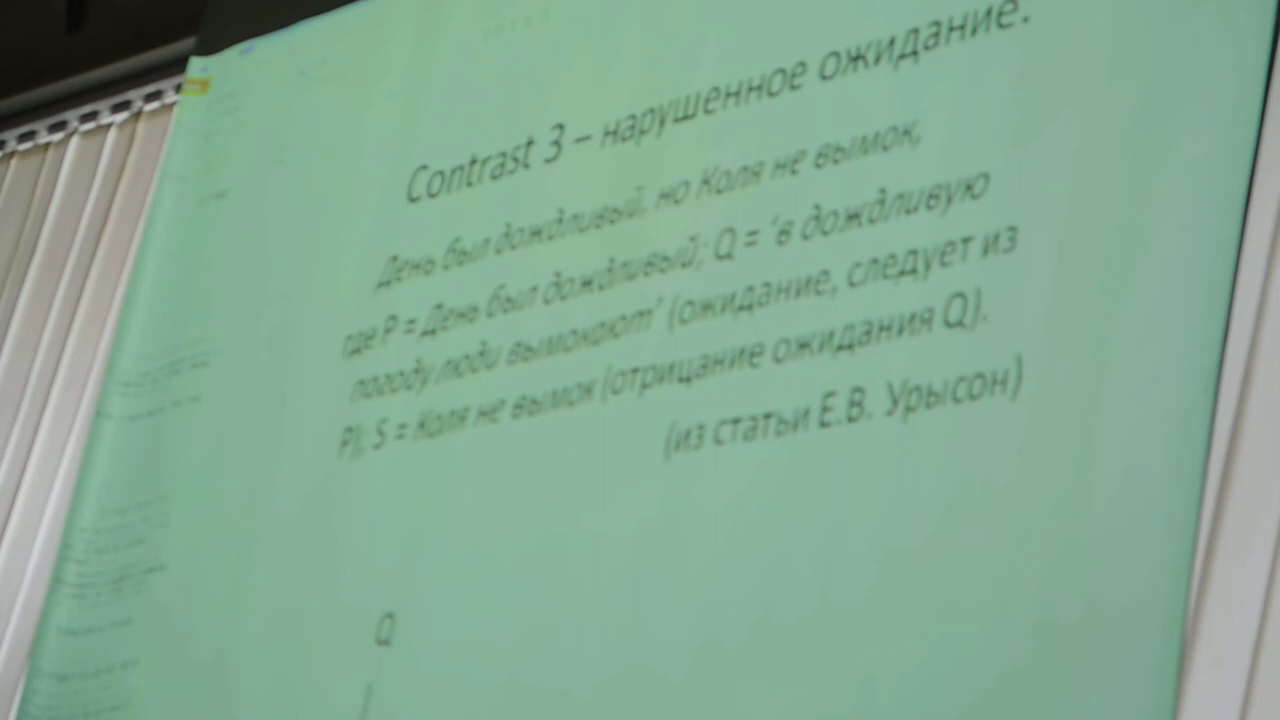 Contrast 3 – нарушенное ожидание.
День был дождливый, но Коля не вымок,
где P = День был дождливый; Q = ‘в дождливую
погоду люди вымокают’ (ожидание, следует из
P); S = Коля не вымок (отрицание ожидания Q).
(из статьи Е.В. Урысон)
Q